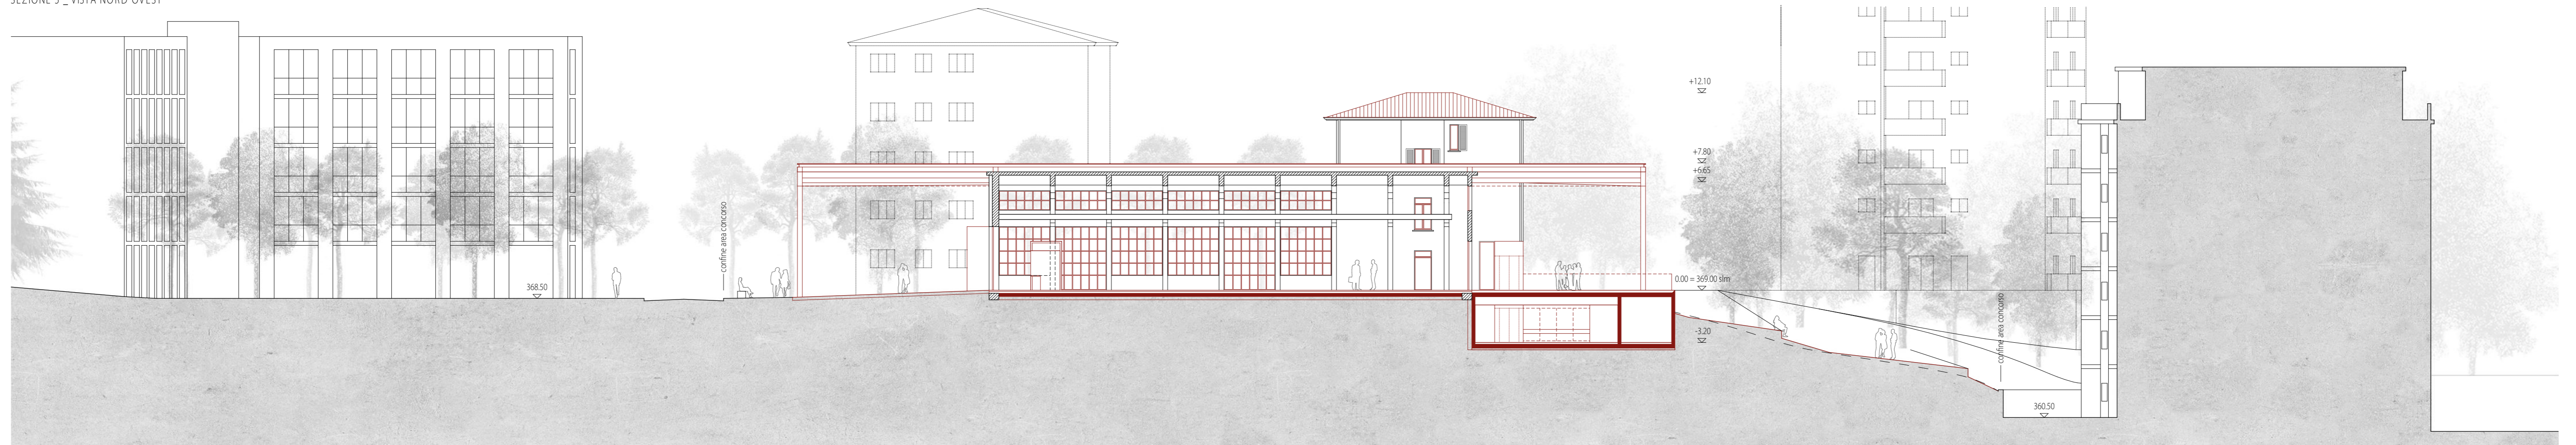 SEZIONE 3 _ VISTA NORD OVEST
+12.10
+7.80
+6.65
confine area concorso
368.50
0.00 = 369.00 slm
-3.20
confine area concorso
360.50